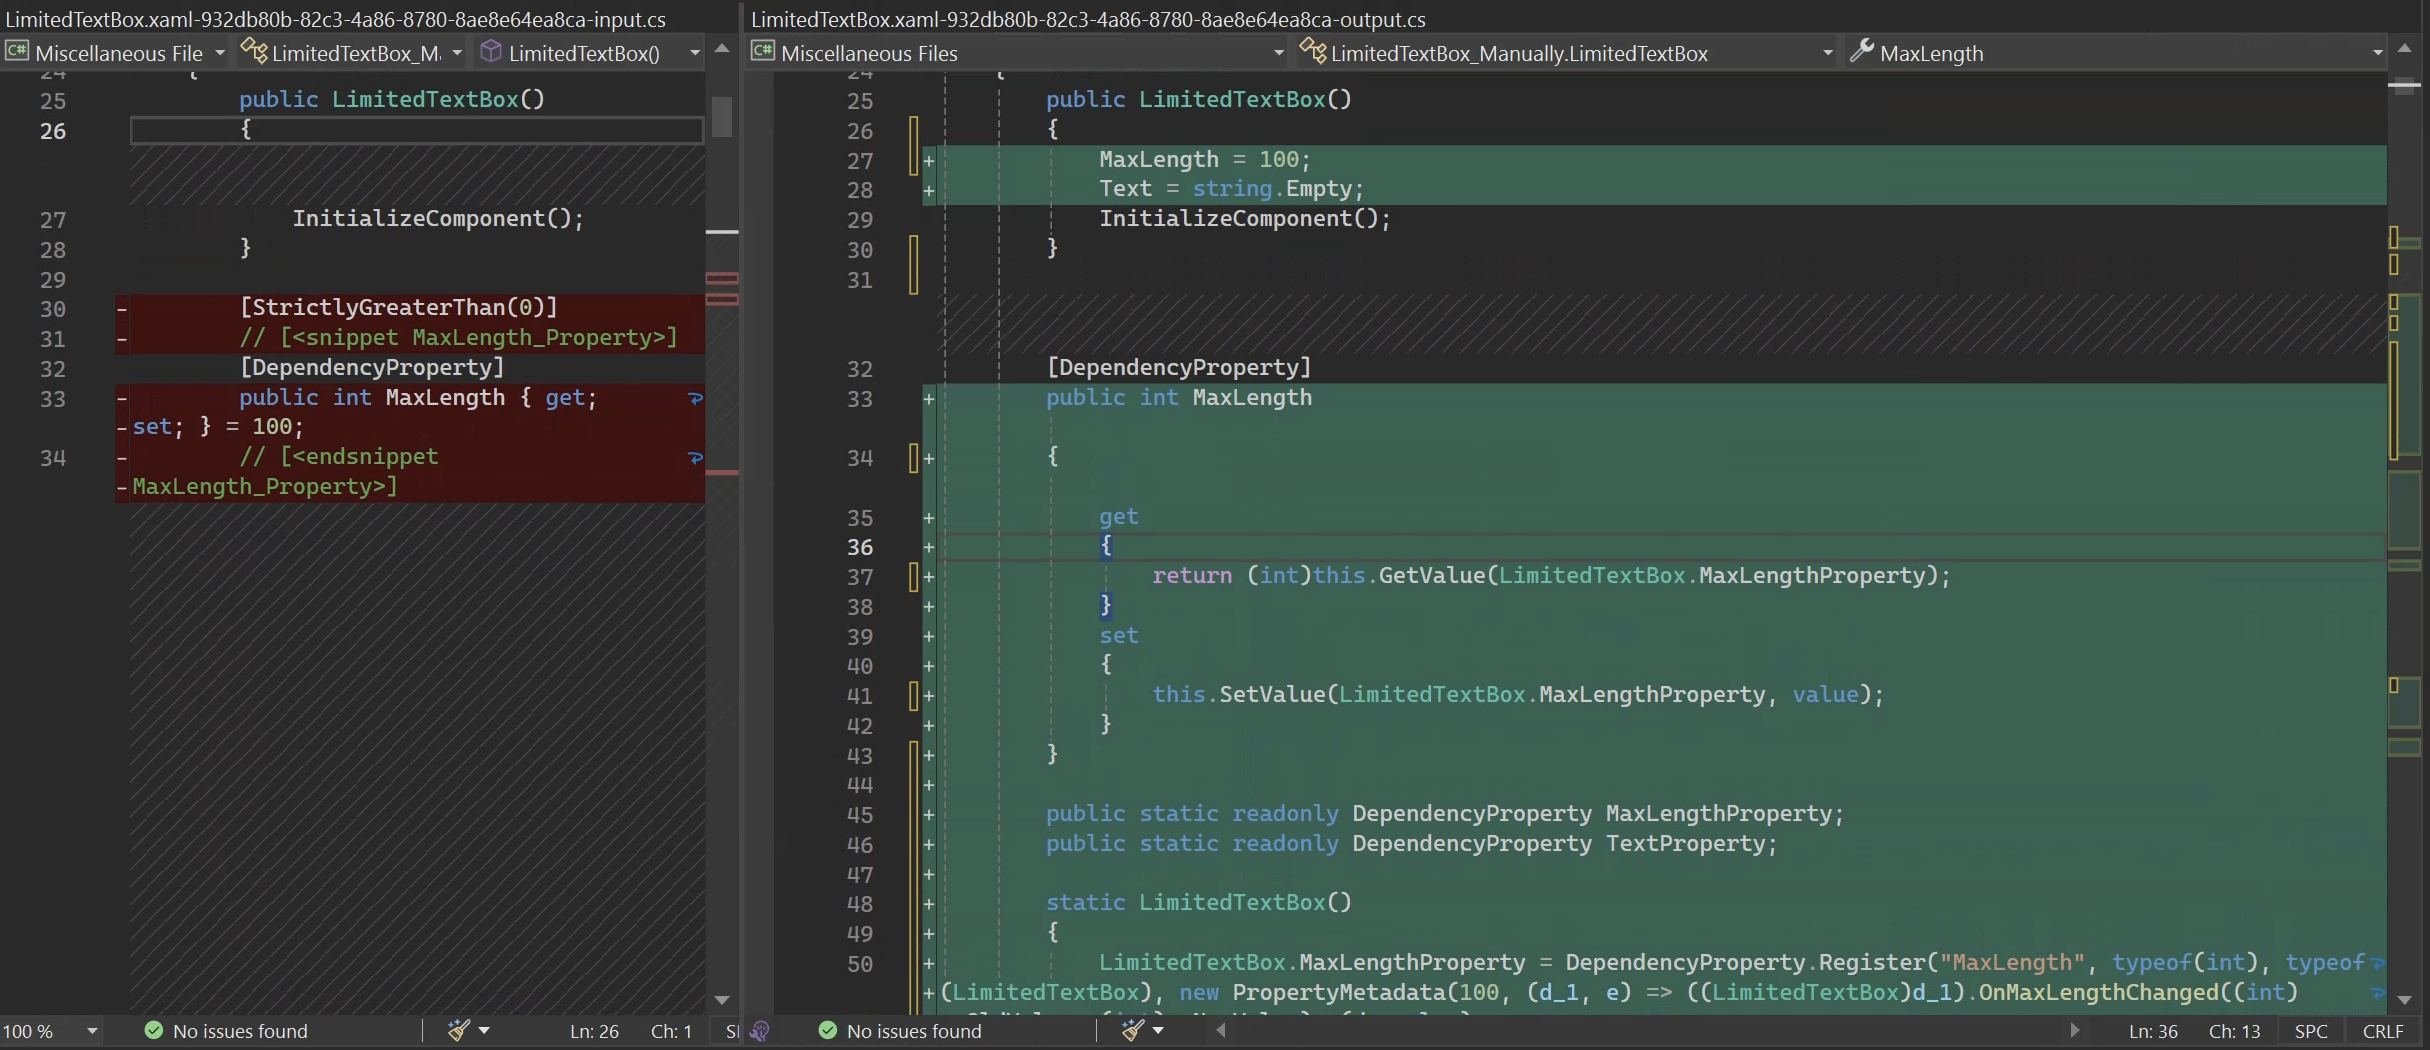 LimitedTextBox.xaml-932db80b-82c3-4a86-8780-8ae8e64ea8ca-input.cs
C# Miscellaneous File
LimitedTextBox_M
LimitedTextBox()
24 {
25 public LimitedTextBox()
26 {
27 InitializeComponent();
28 }
29
30 - [StrictlyGreaterThan(0)]
31 - // [<snippet MaxLength_Property>]
32 [DependencyProperty]
33 - public int MaxLength { get;
- set; } = 100;
34 - // [<endsnippet
- MaxLength_Property>]
100 %
No issues found
Ln: 26 Ch: 1
LimitedTextBox.xaml-932db80b-82c3-4a86-8780-8ae8e64ea8ca-output.cs
C# Miscellaneous Files
LimitedTextBox_Manually.LimitedTextBox
MaxLength
24 {
25 public LimitedTextBox()
26 {
27 + MaxLength = 100;
28 + Text = string.Empty;
29 InitializeComponent();
30 }
31
32 [DependencyProperty]
33 + public int MaxLength
34 + {
35 + get
36 + {
37 + return (int)this.GetValue(LimitedTextBox.MaxLengthProperty);
38 + }
39 + set
40 + {
41 + this.SetValue(LimitedTextBox.MaxLengthProperty, value);
42 + }
43 + }
44 +
45 + public static readonly DependencyProperty MaxLengthProperty;
46 + public static readonly DependencyProperty TextProperty;
47 +
48 + static LimitedTextBox()
49 + {
50 + LimitedTextBox.MaxLengthProperty = DependencyProperty.Register("MaxLength", typeof(int), typeof
+ (LimitedTextBox), new PropertyMetadata(100, (d_1, e) => ((LimitedTextBox)d_1).OnMaxLengthChanged((int)
No issues found
Ln: 36 Ch: 13 SPC CRLF